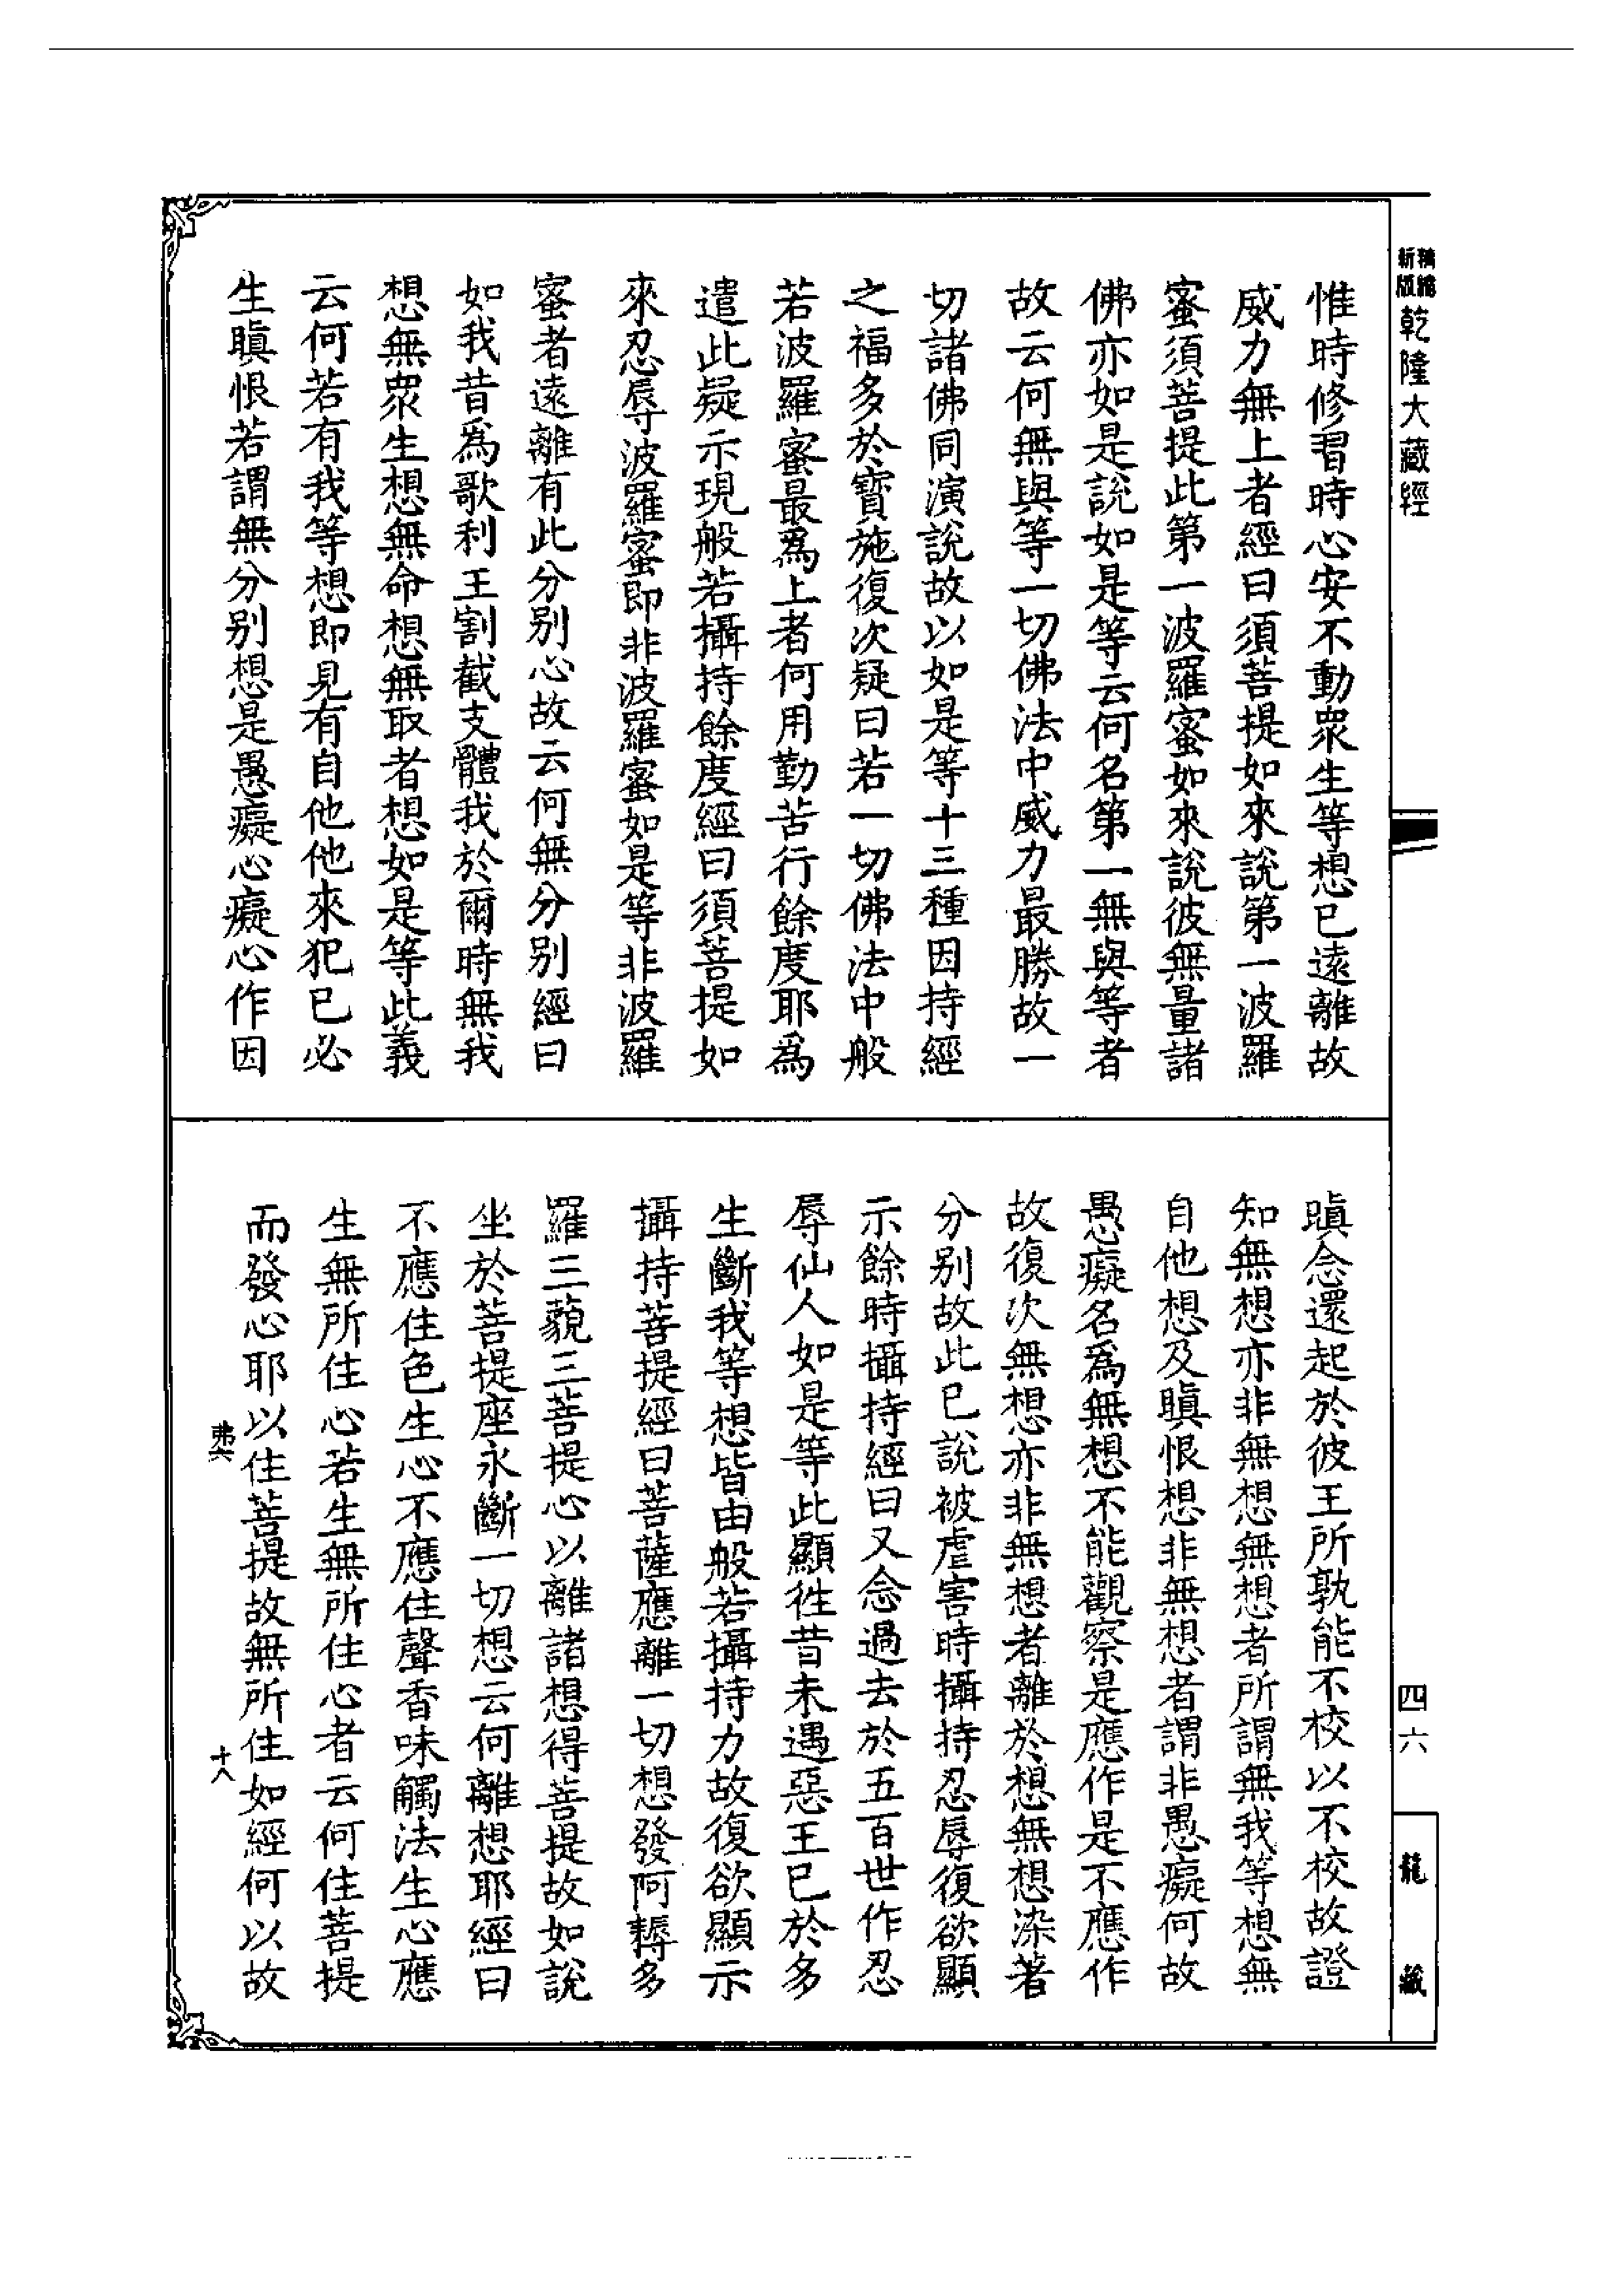 精縮新版乾隆大藏經
惟時修習時心安不動眾生等想已遠離故
威力無上者經曰須菩提如來說第一波羅
蜜須菩提此第一波羅蜜如來說彼無量諸
佛亦如是說如是等云何名第一無與等者
故云何無與等一切佛法中威力最勝故一
切諸佛同演說故以如是等十三種因持經
之福多於寶施復次疑曰若一切佛法中般
若波羅蜜最為上者何用勤苦行餘度耶為
遣此疑示現般若攝持餘度經曰須菩提如
來忍辱波羅蜜即非波羅蜜如是等非波羅
蜜者遠離有此分別心故云何無分別經曰
如我昔為歌利王割截支體我於爾時無我
想無眾生想無命想無取者想如是等此義
云何若有我等想即見有自他他來犯已必
生瞋恨若謂無分別想是愚癡心癡心作因
瞋念還起於彼王所孰能不校以不校故證
知無想亦非無想無想者所謂無我等想無
自他想及瞋恨想非無想者謂非愚癡何故
愚癡名為無想不能觀察是應作是不應作
故復次無想亦非無想者離於想無想染著
分別故此已說被虐害時攝持忍辱復欲顯
示餘時攝持經曰又念過去於五百世作忍
辱仙人如是等此顯往昔未遇惡王已於多
生斷我等想皆由般若攝持力故復欲顯示
攝持菩提經曰菩薩應離一切想發阿耨多
羅三藐三菩提心以離諸想得菩提故如說
坐於菩提座永斷一切想云何離想耶經曰
不應住色生心不應住聲香味觸法生心應
生無所住心若生無所住心者云何住菩提
而發心耶以住菩提故無所住如經何以故
弗六
十八
四六
龍藏